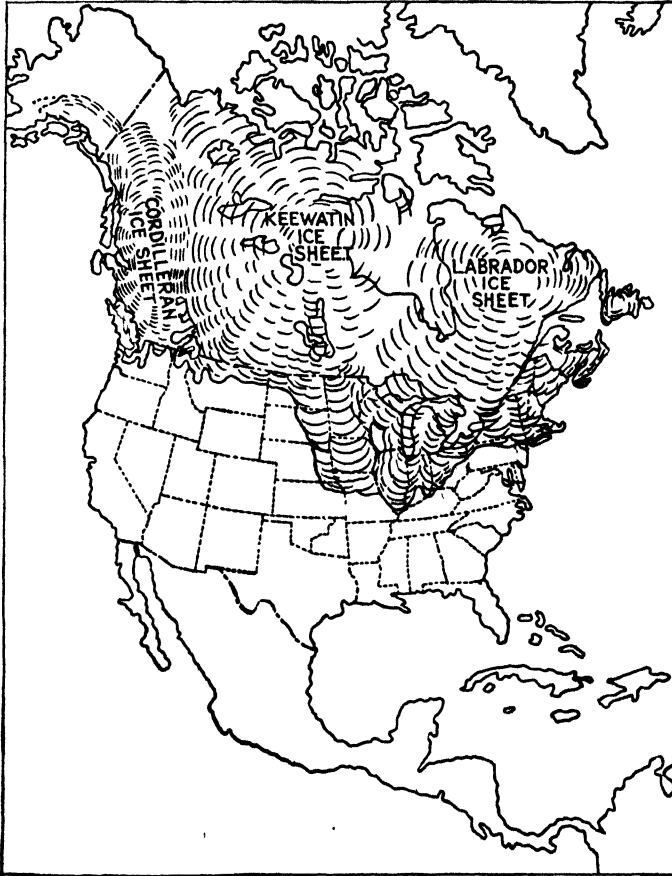 CORDILLERAN
ICE SHEET
KEEWATIN
ICE
SHEET
LABRADOR
ICE
SHEET